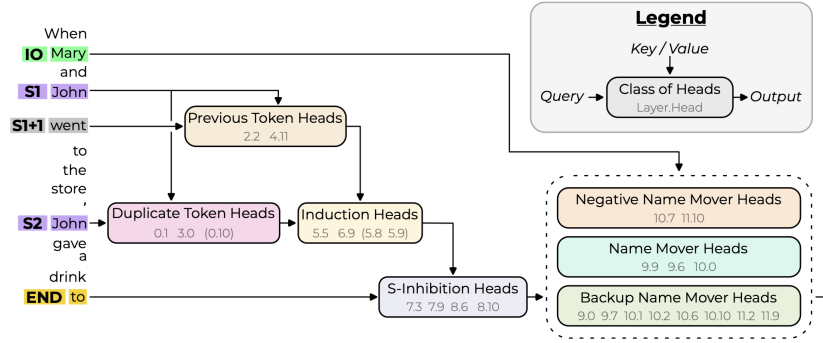 When
IO Mary
and
S1 John
S1+1 went
to
the
store
,
S2 John
gave
a
drink
END to
Previous Token Heads
2.2 4.11
Duplicate Token Heads
0.1 3.0 (0.10)
Induction Heads
5.5 6.9 (5.8 5.9)
S-Inhibition Heads
7.3 7.9 8.6 8.10
Legend
Key / Value
Query
Class of Heads
Layer.Head
Output
Negative Name Mover Heads
10.7 11.10
Name Mover Heads
9.9 9.6 10.0
Backup Name Mover Heads
9.0 9.7 10.1 10.2 10.6 10.10 11.2 11.9